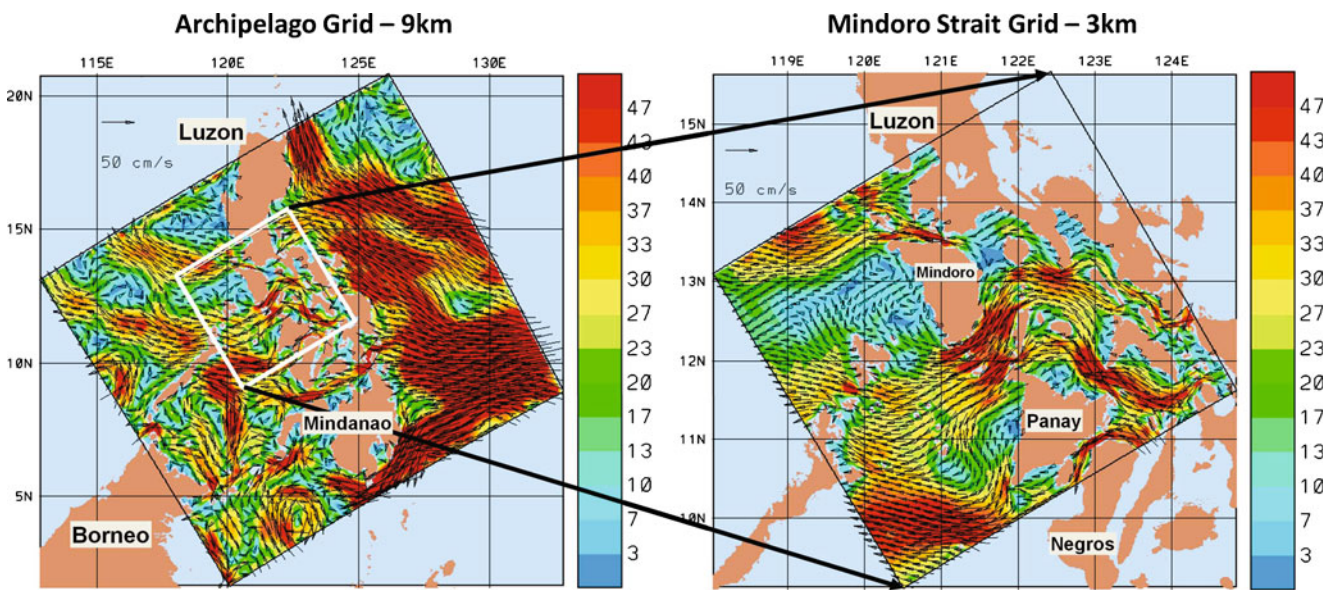 Archipelago Grid – 9km
Mindoro Strait Grid – 3km
115E 120E 125E 130E
119E 120E 121E 122E 123E 124E
20N
15N
10N
5N
Luzon
50 cm/s
Mindanao
Borneo
47
43
40
37
33
30
27
23
20
17
13
10
7
3
15N
14N
13N
12N
11N
10N
Luzon
50 cm/s
Mindoro
Panay
Negros
47
43
40
37
33
30
27
23
20
17
13
10
7
3